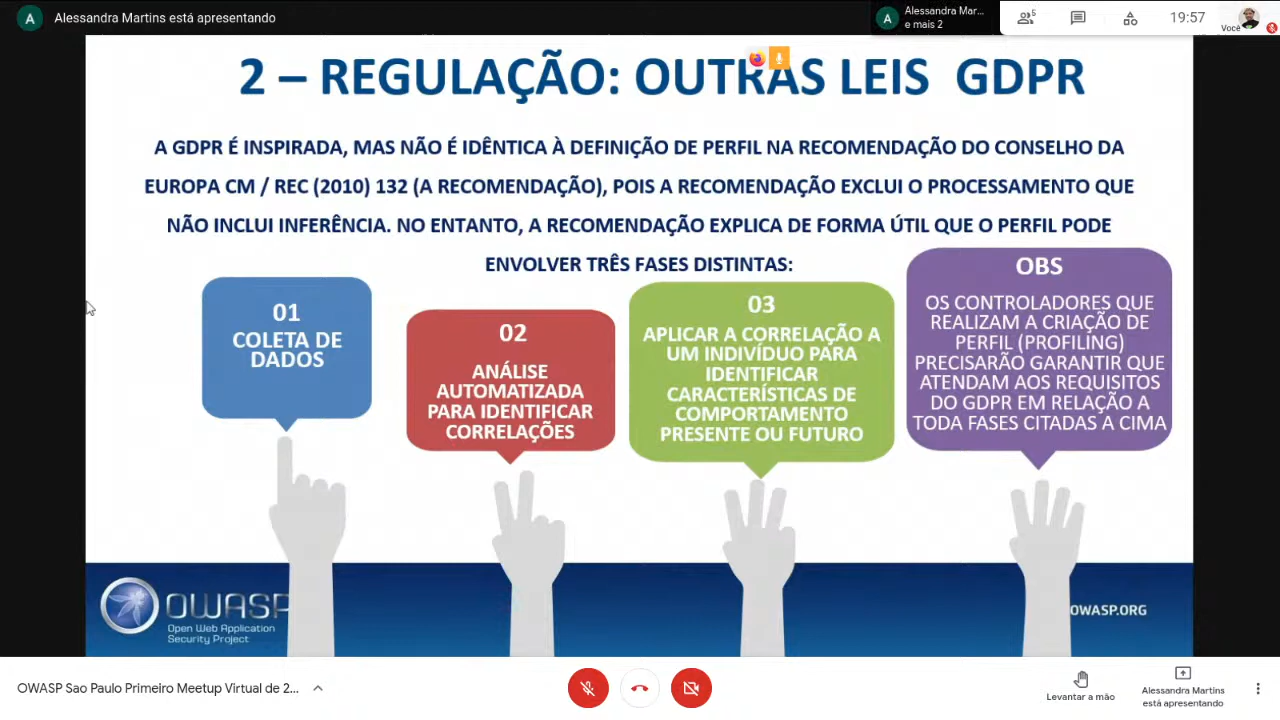 A
Alessandra Martins está apresentando
A
Alessandra Mar...
e mais 2
5
19:57
Você
2 – REGULAÇÃO: OUTRAS LEIS GDPR
A GDPR É INSPIRADA, MAS NÃO É IDÊNTICA À DEFINIÇÃO DE PERFIL NA RECOMENDAÇÃO DO CONSELHO DA
EUROPA CM / REC (2010) 132 (A RECOMENDAÇÃO), POIS A RECOMENDAÇÃO EXCLUI O PROCESSAMENTO QUE
NÃO INCLUI INFERÊNCIA. NO ENTANTO, A RECOMENDAÇÃO EXPLICA DE FORMA ÚTIL QUE O PERFIL PODE
ENVOLVER TRÊS FASES DISTINTAS:
01
COLETA DE
DADOS
02
ANÁLISE
AUTOMATIZADA
PARA IDENTIFICAR
CORRELAÇÕES
03
APLICAR A CORRELAÇÃO A
UM INDIVÍDUO PARA
IDENTIFICAR
CARACTERÍSTICAS DE
COMPORTAMENTO
PRESENTE OU FUTURO
OBS
OS CONTROLADORES QUE
REALIZAM A CRIAÇÃO DE
PERFIL (PROFILING)
PRECISARÃO GARANTIR QUE
ATENDAM AOS REQUISITOS
DO GDPR EM RELAÇÃO A
TODA FASES CITADAS A CIMA
OWASP
Open Web Application
Security Project
OWASP.ORG
OWASP Sao Paulo Primeiro Meetup Virtual de 2...
Levantar a mão
Alessandra Martins
está apresentando